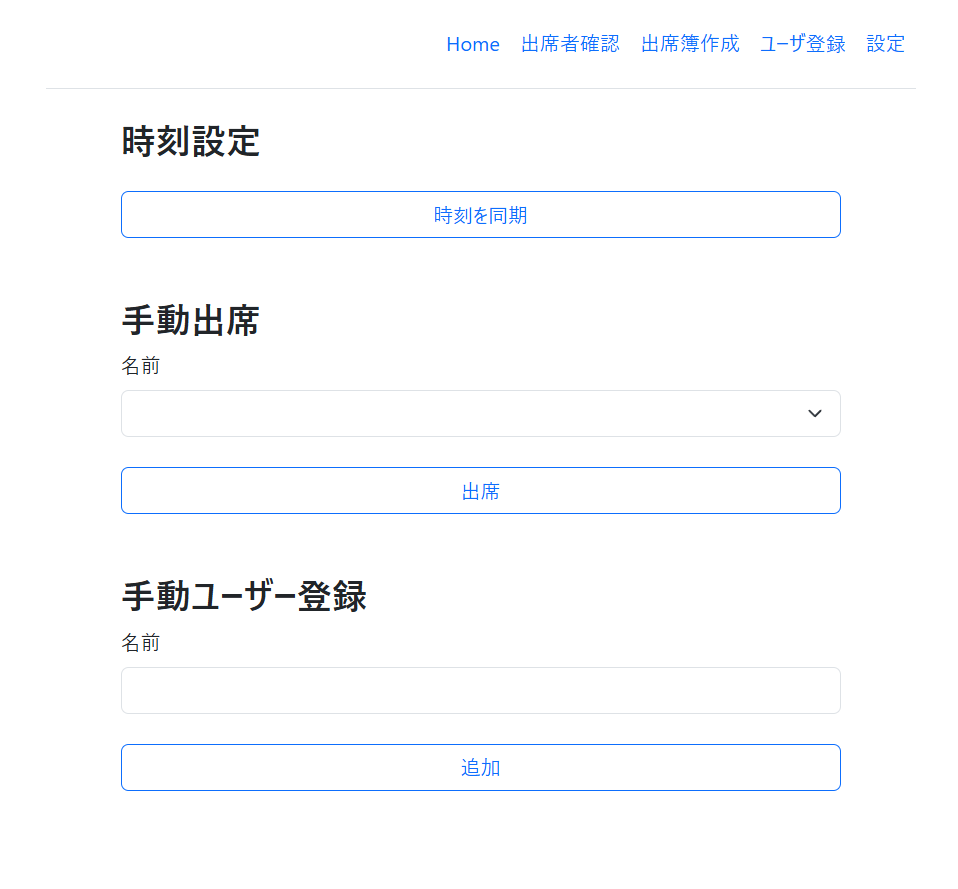 Home 出席者確認 出席簿作成 ユーザ登録 設定
時刻設定
時刻を同期
手動出席
名前
出席
手動ユーザー登録
名前
追加